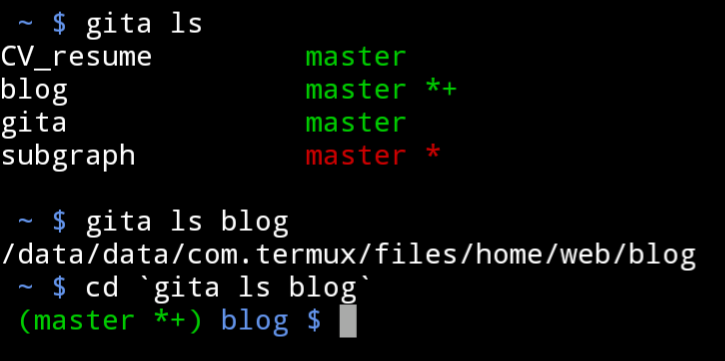 ~ $ gita ls
CV_resume master
blog master *+
gita master
subgraph master *
~ $ gita ls blog
/data/data/com.termux/files/home/web/blog
~ $ cd `gita ls blog`
(master *+) blog $